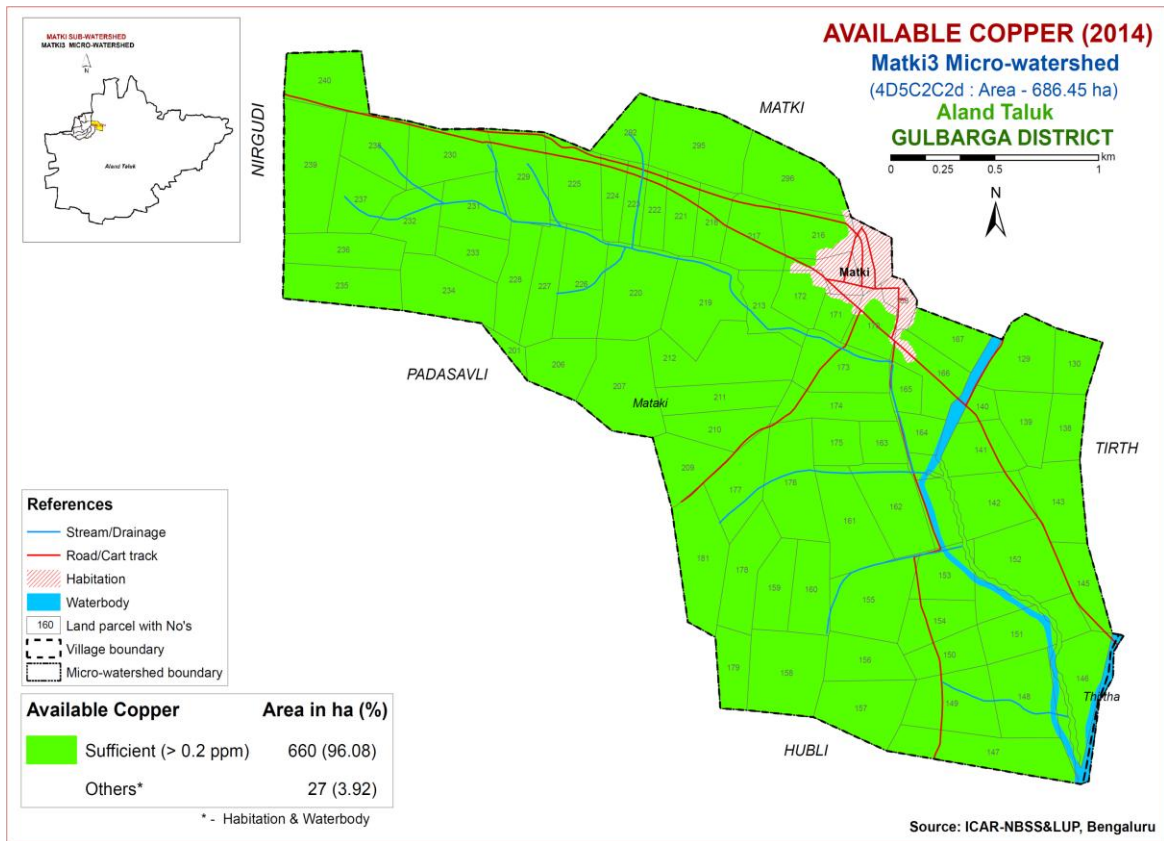 MATKI SUB-WATERSHED
MATKI3 MICRO-WATERSHED
N
Aland Taluk
AVAILABLE COPPER (2014)
Matki3 Micro-watershed
(4D5C2C2d : Area - 686.45 ha)
Aland Taluk
GULBARGA DISTRICT
km
0 0.25 0.5 1
N
NIRGUDI
MATKI
PADASAVLI
TIRTH
HUBLI
Matki
Mataki
240
292
295
238
230
298
239
229
225
237
224
223
222
221
218
217
216
232
231
236
233
235
234
228
227
226
220
219
213
172
171
170
167
129
130
201
206
207
212
211
210
173
165
166
174
164
140
139
138
175
163
141
209
177
176
162
161
142
143
181
178
159
160
155
153
152
145
154
151
150
156
146
179
158
157
149
148
147
References
Stream/Drainage
Road/Cart track
Habitation
Waterbody
160 Land parcel with No's
Village boundary
Micro-watershed boundary
Available Copper Area in ha (%)
Sufficient (> 0.2 ppm) 660 (96.08)
Others* 27 (3.92)
* - Habitation & Waterbody
Source: ICAR-NBSS&LUP, Bengaluru